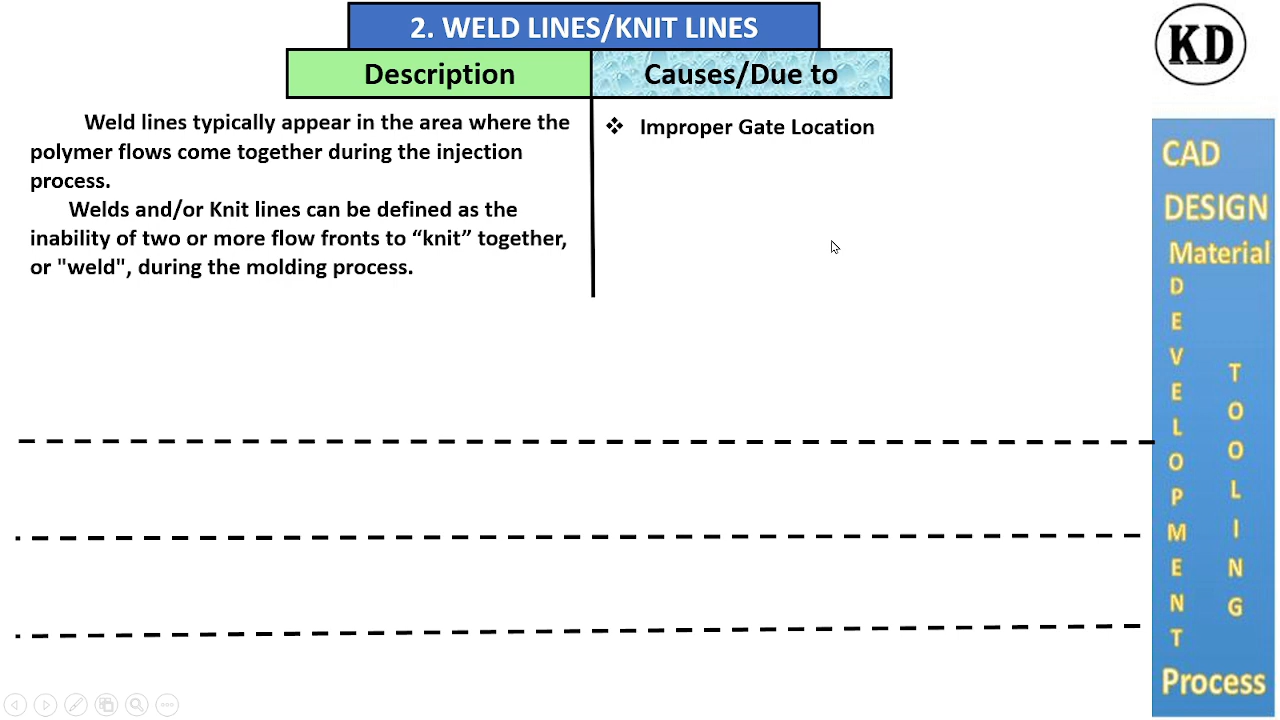 2. WELD LINES/KNIT LINES
Description
Causes/Due to
Weld lines typically appear in the area where the
polymer flows come together during the injection
process.
Welds and/or Knit lines can be defined as the
inability of two or more flow fronts to “knit” together,
or "weld", during the molding process.
❖ Improper Gate Location
KD
CAD
DESIGN
Material
DEVELOPMENT
TOOLING
Process